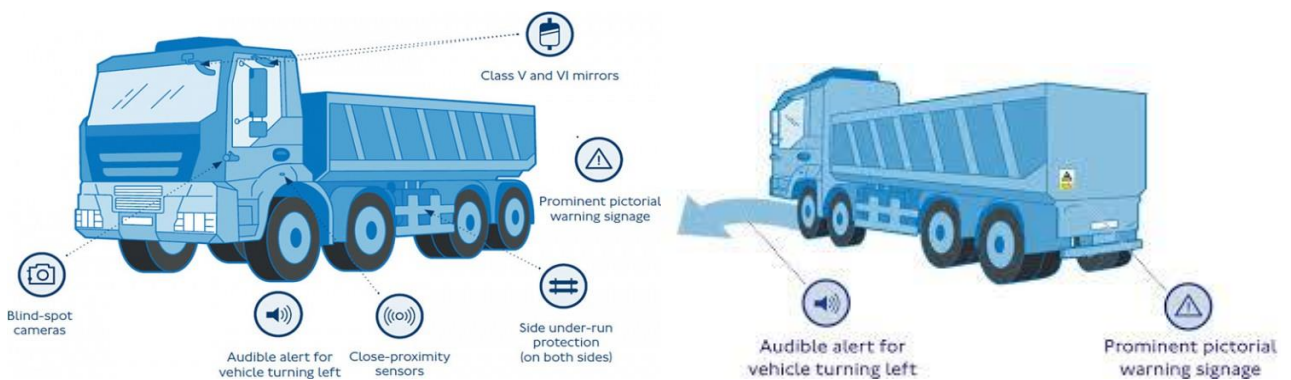 Class V and VI mirrors
Prominent pictorial
warning signage
Blind-spot
cameras
Audible alert for
vehicle turning left
Close-proximity
sensors
Side under-run
protection
(on both sides)
Audible alert for
vehicle turning left
Prominent pictorial
warning signage